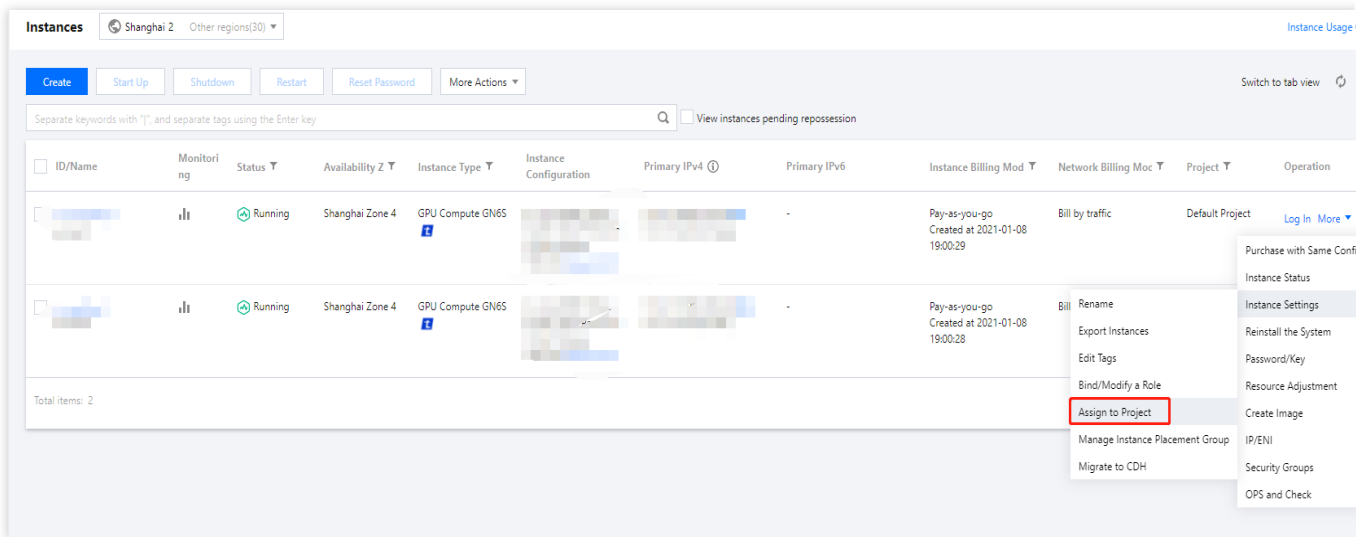 Instances
Shanghai 2 Other regions(30)
Instance Usage
Create
Start Up
Shutdown
Restart
Reset Password
More Actions
Switch to tab view
Separate keywords with "|", and separate tags using the Enter key
View instances pending repossession
ID/Name
Monitori
ng
Status
Availability Z
Instance Type
Instance
Configuration
Primary IPv4
Primary IPv6
Instance Billing Mod
Network Billing Moc
Project
Operation
Running
Shanghai Zone 4
GPU Compute GN6S
-
Pay-as-you-go
Created at 2021-01-08
19:00:29
Bill by traffic
Default Project
Log In More
Running
Shanghai Zone 4
GPU Compute GN6S
-
Pay-as-you-go
Created at 2021-01-08
19:00:28
Bill
Total items: 2
Rename
Export Instances
Edit Tags
Bind/Modify a Role
Assign to Project
Manage Instance Placement Group
Migrate to CDH
Purchase with Same Confi
Instance Status
Instance Settings
Reinstall the System
Password/Key
Resource Adjustment
Create Image
IP/ENI
Security Groups
OPS and Check